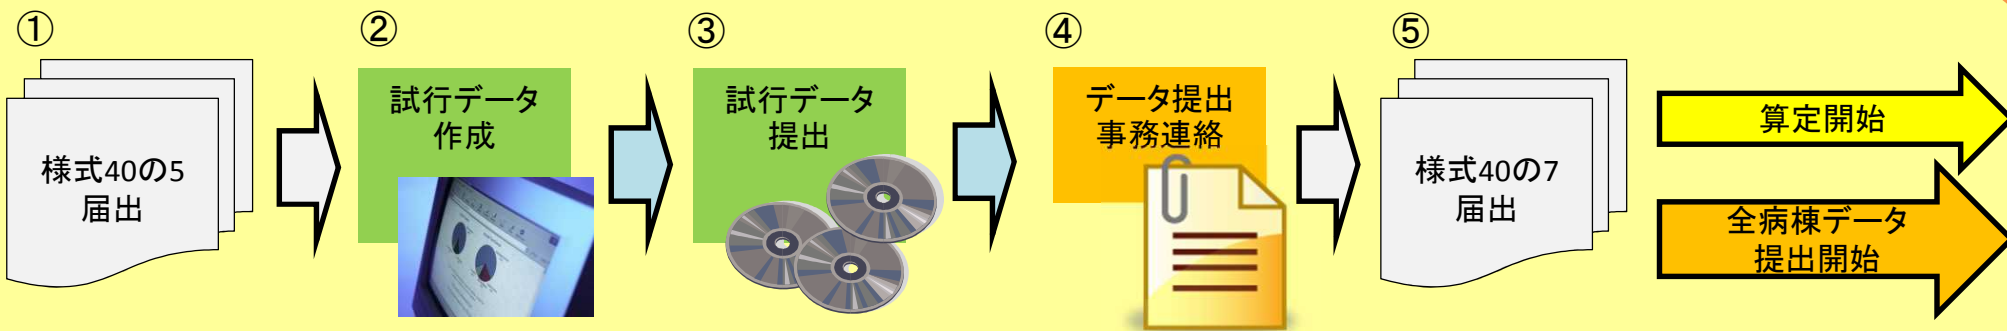 ①
様式40の5
届出
②
試行データ
作成
③
試行データ
提出
④
データ提出
事務連絡
⑤
様式40の7
届出
算定開始
全病棟データ
提出開始